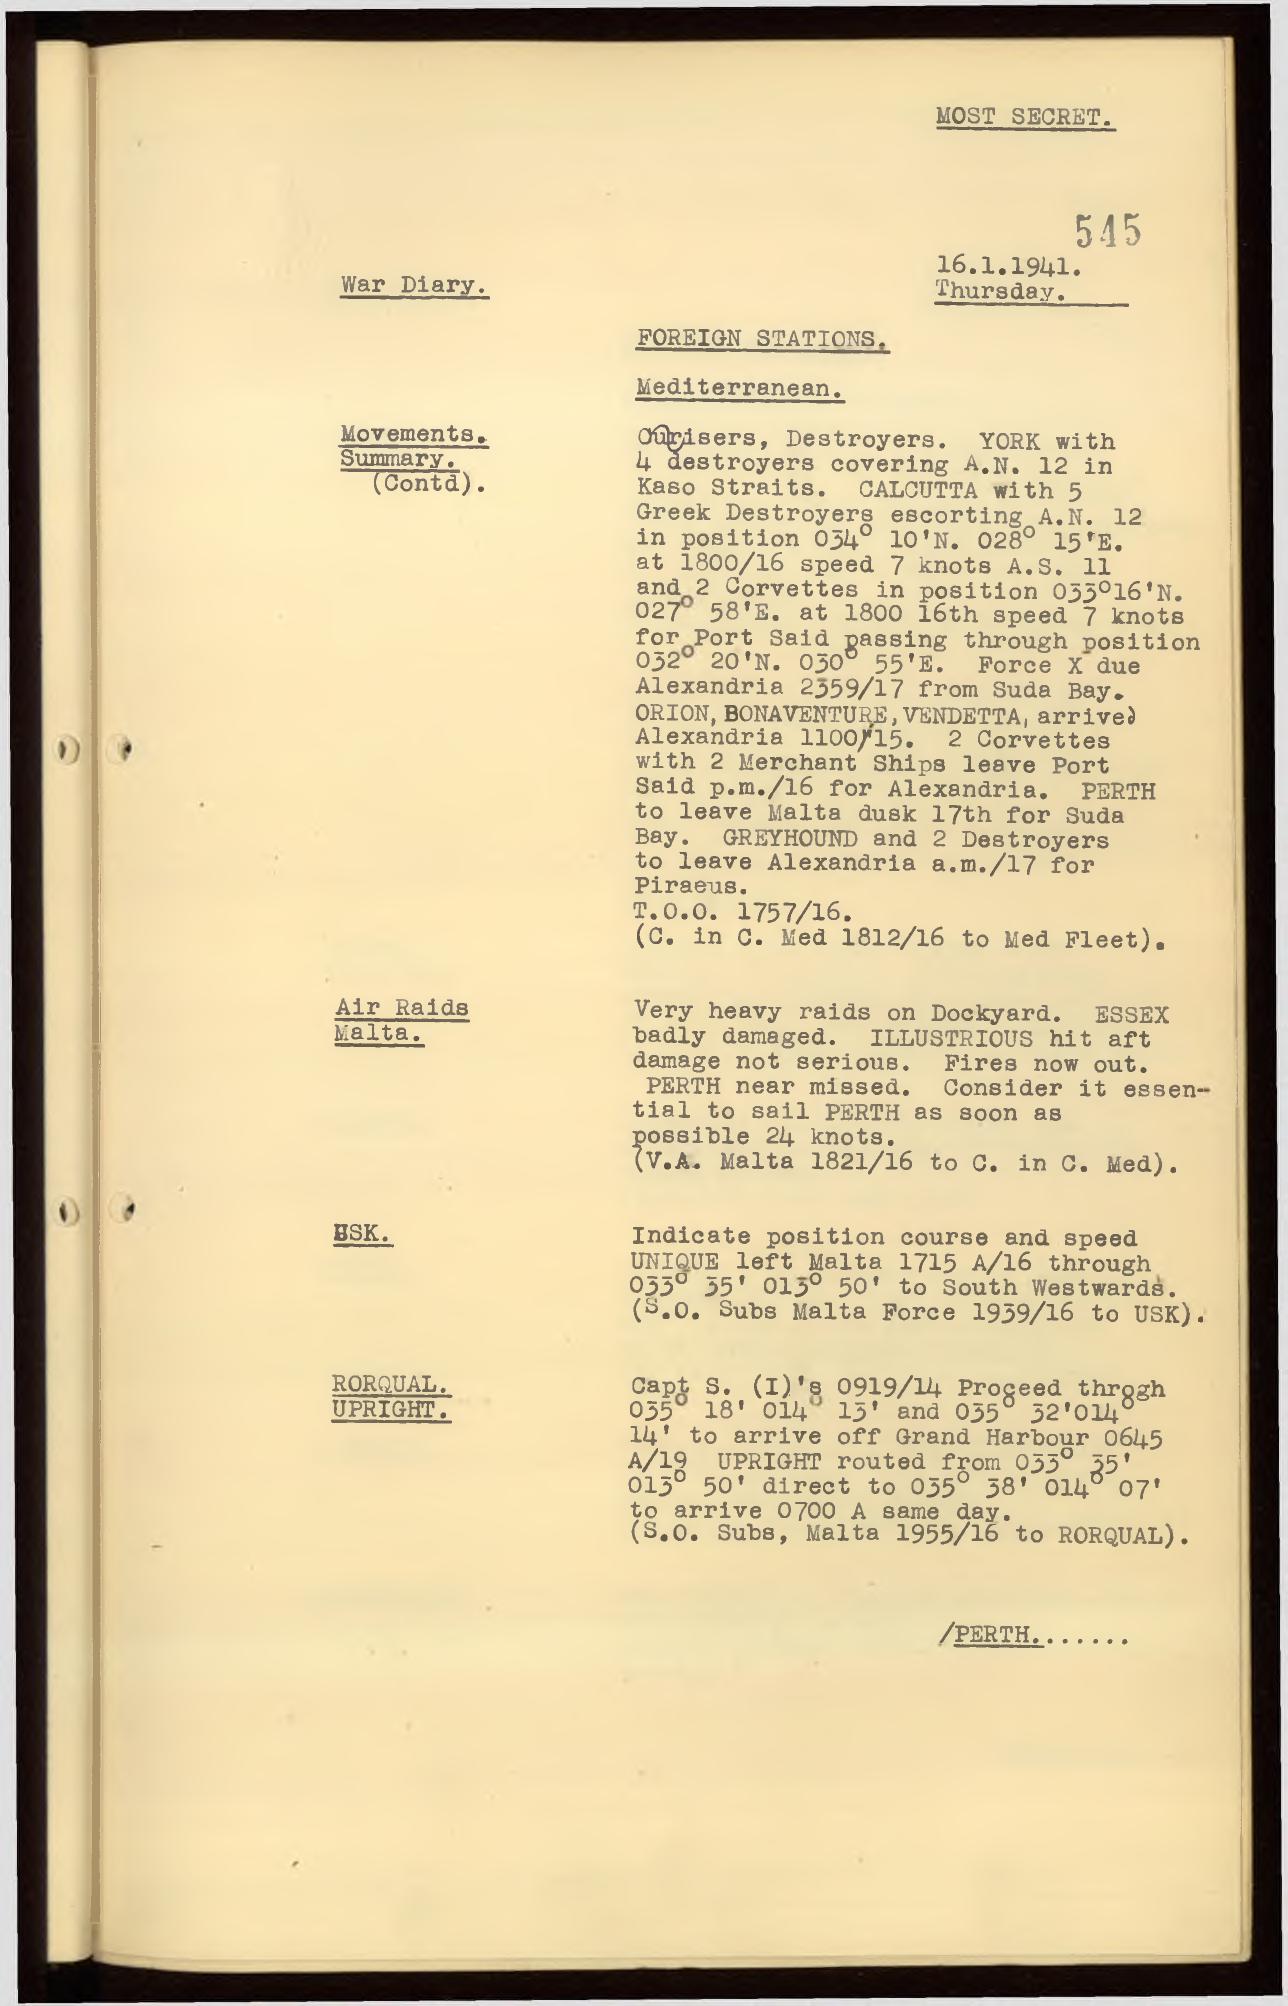 MOST SECRET.
545
16.1.1941.
Thursday.
War Diary.
FOREIGN STATIONS.
Mediterranean.
Movements.
Summary.
(Contd).
Curisers, Destroyers. YORK with
4 destroyers covering A.N. 12 in
Kaso Straits. CALCUTTA with 5
Greek Destroyers escorting A.N. 12
in position 034° 10'N. 028° 15'E.
at 1800/16 speed 7 knots A.S. 11
and 2 Corvettes in position 033°16'N.
027° 58'E. at 1800 16th speed 7 knots
for Port Said passing through position
032° 20'N. 030° 55'E. Force X due
Alexandria 2359/17 from Suda Bay.
ORION, BONAVENTURE, VENDETTA, arrived
Alexandria 1100/15. 2 Corvettes
with 2 Merchant Ships leave Port
Said p.m./16 for Alexandria. PERTH
to leave Malta dusk 17th for Suda
Bay. GREYHOUND and 2 Destroyers
to leave Alexandria a.m./17 for
Piraeus.
T.O.O. 1757/16.
(C. in C. Med 1812/16 to Med Fleet).
Air Raids
Malta.
Very heavy raids on Dockyard. ESSEX
badly damaged. ILLUSTRIOUS hit aft
damage not serious. Fires now out.
PERTH near missed. Consider it essen-
tial to sail PERTH as soon as
possible 24 knots.
(V.A. Malta 1821/16 to C. in C. Med).
USK.
Indicate position course and speed
UNIQUE left Malta 1715 A/16 through
033° 35' 013° 50' to South Westwards.
(S.O. Subs Malta Force 1939/16 to USK).
RORQUAL.
UPRIGHT.
Capt S. (I)'s 0919/14 Proceed throgh
035° 18' 014° 13' and 035° 32'014°
14' to arrive off Grand Harbour 0645
A/19 UPRIGHT routed from 033° 35'
013° 50' direct to 035° 38' 014° 07'
to arrive 0700 A same day.
(S.O. Subs, Malta 1955/16 to RORQUAL).
/PERTH.......